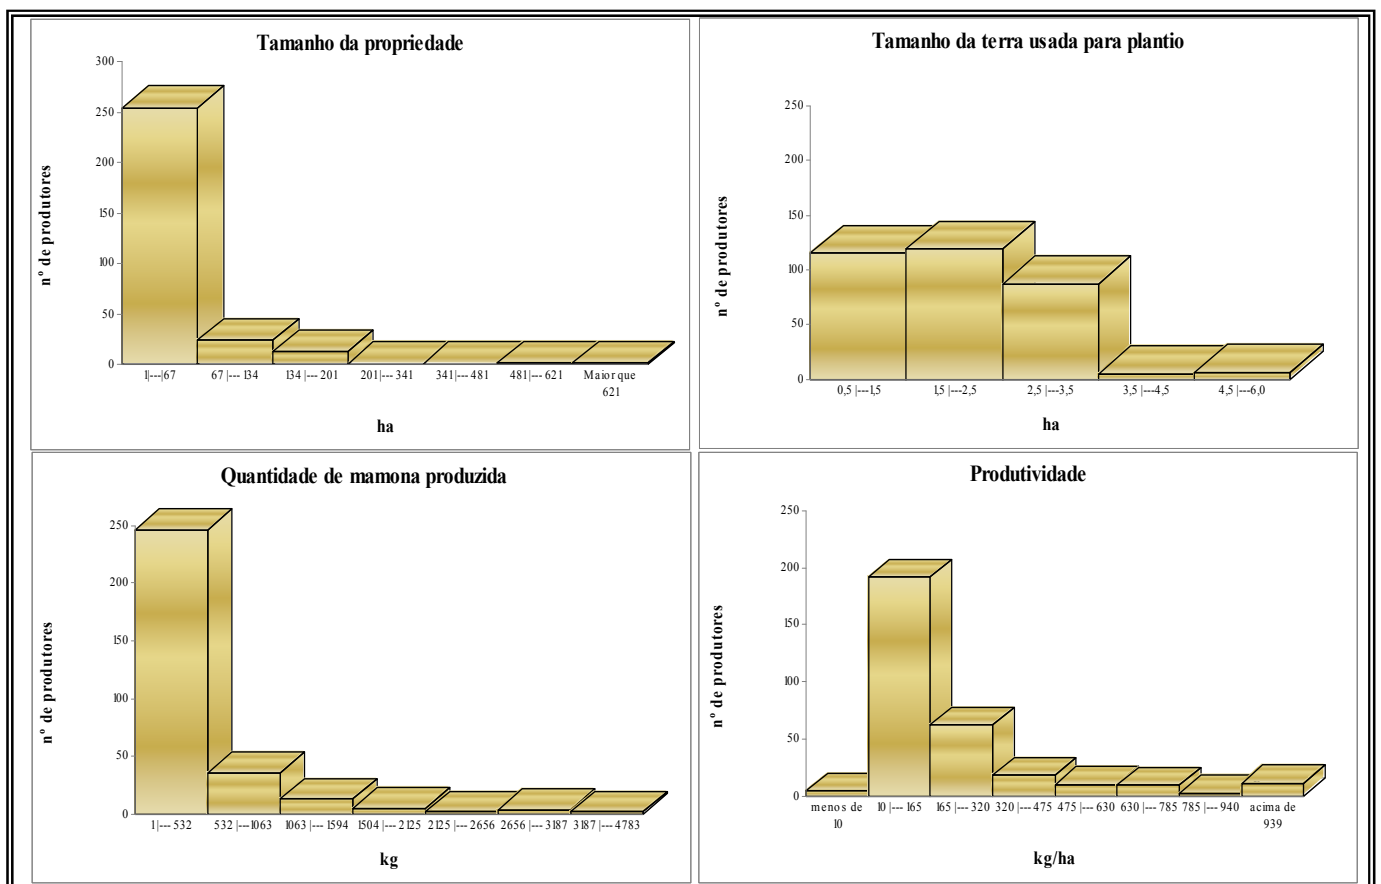 Tamanho da propriedade
300
250
200
150
100
50
0
nº de produtores
1|---|67
67 |--- 134
134 |--- 201
201|--- 341
341|--- 481
481|--- 621
Maior que
621
ha
Tamanho da terra usada para plantio
250
200
150
100
50
0
nº de produtores
0,5 |---1,5
1,5 |---2,5
2,5 |---3,5
3,5 |---4,5
4,5 |---6,0
ha
Quantidade de mamona produzida
250
200
150
100
50
0
nº de produtores
1 |--- 532
532 |---1063
1063 |--- 1594
1504 |--- 2125
2125 |--- 2656
2656 |--- 3187
3187 |--- 4783
kg
Produtividade
250
200
150
100
50
0
nº de produtores
menos de
10
10 |--- 165
165 |--- 320
320 |--- 475
475 |--- 630
630 |--- 785
785 |--- 940
acima de
939
kg/ha